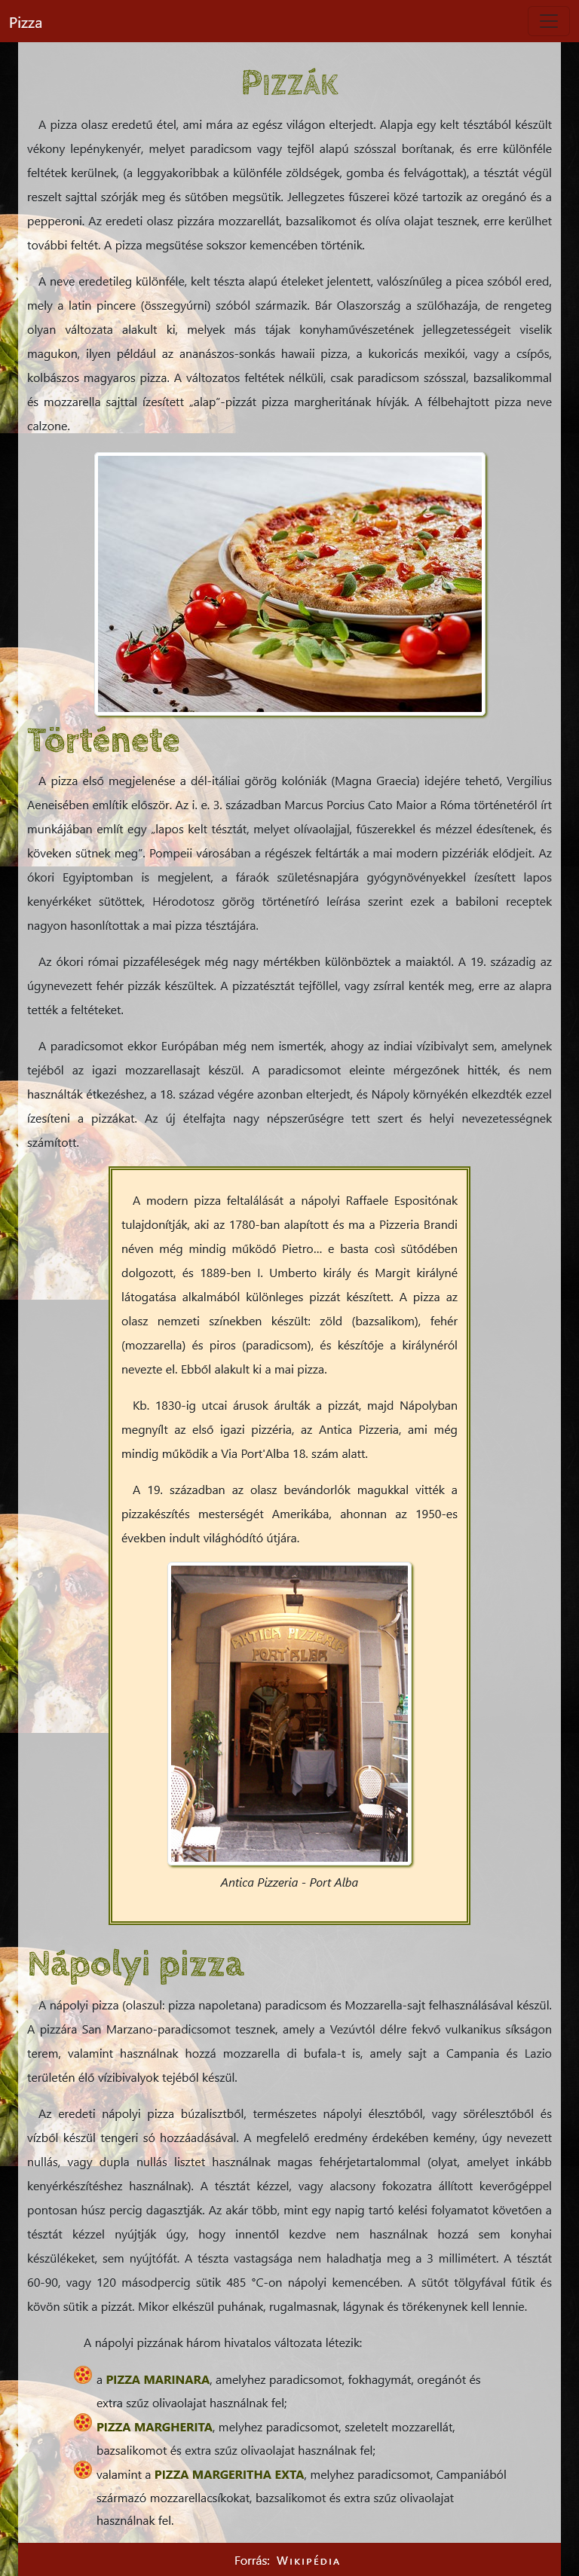 Pizza
Pizzák
A pizza olasz eredetű étel, ami mára az egész világon elterjedt. Alapja egy kelt tésztából készült
vékony lepénykenyér, melyet paradicsom vagy tejföl alapú szósszal borítanak, és erre különféle
feltétek kerülnek, (a leggyakoribbak a különféle zöldségek, gomba és felvágottak), a tésztát végül
reszelt sajttal szórják meg és sütőben megsütik. Jellegzetes fűszerei közé tartozik az oregánó és a
pepperoni. Az eredeti olasz pizzára mozzarellát, bazsalikomot és olíva olajat tesznek, erre kerülhet
további feltét. A pizza megsütése sokszor kemencében történik.
A neve eredetileg különféle, kelt tészta alapú ételeket jelentett, valószínűleg a picea szóból ered,
mely a latin pincere (összegyúrni) szóból származik. Bár Olaszország a szülőhazája, de rengeteg
olyan változata alakult ki, melyek más tájak konyhaművészetének jellegzetességeit viselik
magukon, ilyen például az ananászos-sonkás hawaii pizza, a kukoricás mexikói, vagy a csípős,
kolbászos magyaros pizza. A változatos feltétek nélküli, csak paradicsom szósszal, bazsalikommal
és mozzarella sajttal ízesített „alap”-pizzát pizza margheritának hívják. A félbehajtott pizza neve
calzone.
Története
A pizza első megjelenése a dél-itáliai görög kolóniák (Magna Graecia) idejére tehető, Vergilius
Aeneisében említik először. Az i. e. 3. században Marcus Porcius Cato Maior a Róma történetéről írt
munkájában említ egy „lapos kelt tésztát, melyet olívaolajjal, fűszerekkel és mézzel édesítenek, és
köveken sütnek meg”. Pompeii városában a régészek feltárták a mai modern pizzériák elődjeit. Az
ókori Egyiptomban is megjelent, a fáraók születésnapjára gyógynövényekkel ízesített lapos
kenyérkéket sütöttek, Hérodotosz görög történetíró leírása szerint ezek a babiloni receptek
nagyon hasonlítottak a mai pizza tésztájára.
Az ókori római pizzaféleségek még nagy mértékben különböztek a maiaktól. A 19. századig az
úgynevezett fehér pizzák készültek. A pizzatésztát tejföllel, vagy zsírral kenték meg, erre az alapra
tették a feltéteket.
A paradicsomot ekkor Európában még nem ismerték, ahogy az indiai vízibivalyt sem, amelynek
tejéből az igazi mozzarellasajt készül. A paradicsomot eleinte mérgezőnek hitték, és nem
használták étkezéshez, a 18. század végére azonban elterjedt, és Nápoly környékén elkezdték ezzel
ízesíteni a pizzákat. Az új ételfajta nagy népszerűségre tett szert és helyi nevezetességnek
számított.
A modern pizza feltalálását a nápolyi Raffaele Espositónak
tulajdonítják, aki az 1780-ban alapított és ma a Pizzeria Brandi
néven még mindig működő Pietro... e basta così sütődében
dolgozott, és 1889-ben I. Umberto király és Margit királyné
látogatása alkalmából különleges pizzát készített. A pizza az
olasz nemzeti színekben készült: zöld (bazsalikom), fehér
(mozzarella) és piros (paradicsom), és készítője a királynéról
nevezte el. Ebből alakult ki a mai pizza.
Kb. 1830-ig utcai árusok árulták a pizzát, majd Nápolyban
megnyílt az első igazi pizzéria, az Antica Pizzeria, ami még
mindig működik a Via Port'Alba 18. szám alatt.
A 19. században az olasz bevándorlók magukkal vitték a
pizzakészítés mesterségét Amerikába, ahonnan az 1950-es
években indult világhódító útjára.
ANTICA PIZZERIA
PORT'ALBA
Antica Pizzeria - Port Alba
Nápolyi pizza
A nápolyi pizza (olaszul: pizza napoletana) paradicsom és Mozzarella-sajt felhasználásával készül.
A pizzára San Marzano-paradicsomot tesznek, amely a Vezúvtól délre fekvő vulkanikus síkságon
terem, valamint használnak hozzá mozzarella di bufala-t is, amely sajt a Campania és Lazio
területén élő vízibivalyok tejéből készül.
Az eredeti nápolyi pizza búzalisztből, természetes nápolyi élesztőből, vagy sörélesztőből és
vízből készül tengeri só hozzáadásával. A megfelelő eredmény érdekében kemény, úgy nevezett
nullás, vagy dupla nullás lisztet használnak magas fehérjetartalommal (olyat, amelyet inkább
kenyérkészítéshez használnak). A tésztát kézzel, vagy alacsony fokozatra állított keverőgéppel
pontosan húsz percig dagasztják. Az akár több, mint egy napig tartó kelési folyamatot követően a
tésztát kézzel nyújtják úgy, hogy innentől kezdve nem használnak hozzá sem konyhai
készülékeket, sem nyújtófát. A tészta vastagsága nem haladhatja meg a 3 millimétert. A tésztát
60-90, vagy 120 másodpercig sütik 485 °C-on nápolyi kemencében. A sütőt tölgyfával fűtik és
kövön sütik a pizzát. Mikor elkészül puhának, rugalmasnak, lágynak és törékenynek kell lennie.
A nápolyi pizzának három hivatalos változata létezik:
a PIZZA MARINARA, amelyhez paradicsomot, fokhagymát, oregánót és
extra szűz olivaolajat használnak fel;
PIZZA MARGHERITA, melyhez paradicsomot, szeletelt mozzarellát,
bazsalikomot és extra szűz olivaolajat használnak fel;
valamint a PIZZA MARGERITHA EXTA, melyhez paradicsomot, Campaniából
származó mozzarellacsíkokat, bazsalikomot és extra szűz olivaolajat
használnak fel.
Forrás: Wikipédia